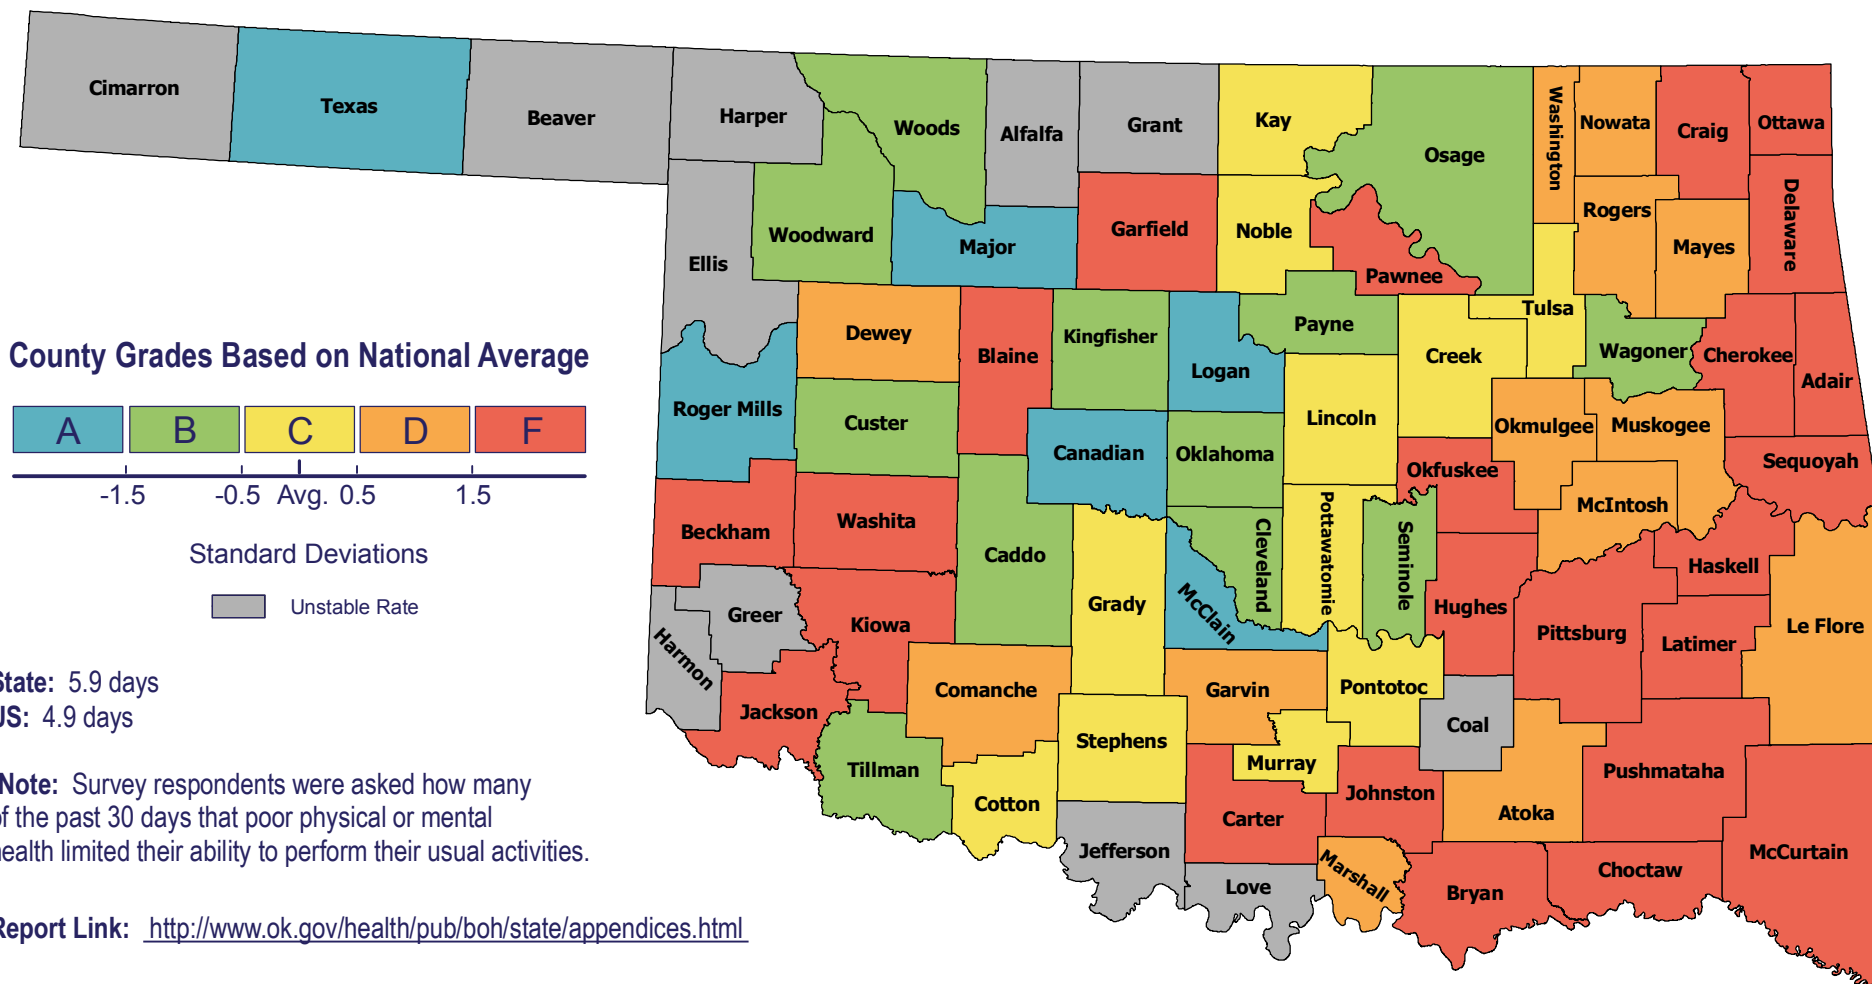 Cimarron
Texas
Beaver
Harper
Woods
Alfalfa
Grant
Kay
Osage
Washington
Nowata
Craig
Ottawa
Woodward
Major
Garfield
Noble
Pawnee
Rogers
Mayes
Delaware
Ellis
Dewey
Blaine
Kingfisher
Logan
Payne
Creek
Tulsa
Wagoner
Cherokee
Adair
County Grades Based on National Average
A B C D F
-1.5 -0.5 Avg. 0.5 1.5
Standard Deviations
Unstable Rate
Roger Mills
Custer
Canadian
Oklahoma
Lincoln
Okmulgee
Muskogee
Okfuskee
Sequoyah
McIntosh
Beckham
Washita
Caddo
Grady
McClain
Cleveland
Pottawatomie
Seminole
Hughes
Haskell
Pittsburg
Latimer
Le Flore
Harmon
Greer
Kiowa
Jackson
Comanche
Tillman
Cotton
Stephens
Garvin
Murray
Pontotoc
Coal
Johnston
Atoka
Pushmataha
McCurtain
Jefferson
Carter
Love
Marshall
Bryan
Choctaw
State: 5.9 days
US: 4.9 days
Note: Survey respondents were asked how many
of the past 30 days that poor physical or mental
health limited their ability to perform their usual activities.
Report Link: http://www.ok.gov/health/pub/boh/state/appendices.html